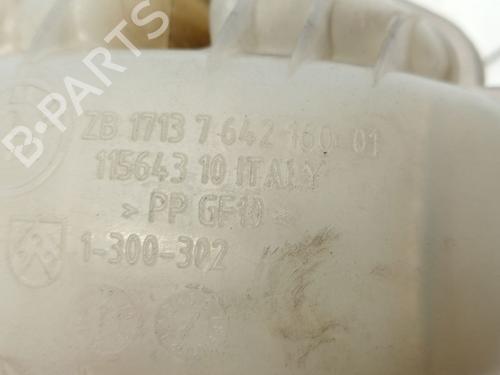 B-PARTS
ZB 1713 7 642 160 01
115643 10 ITALY
> PP GF10 <
1-300-302